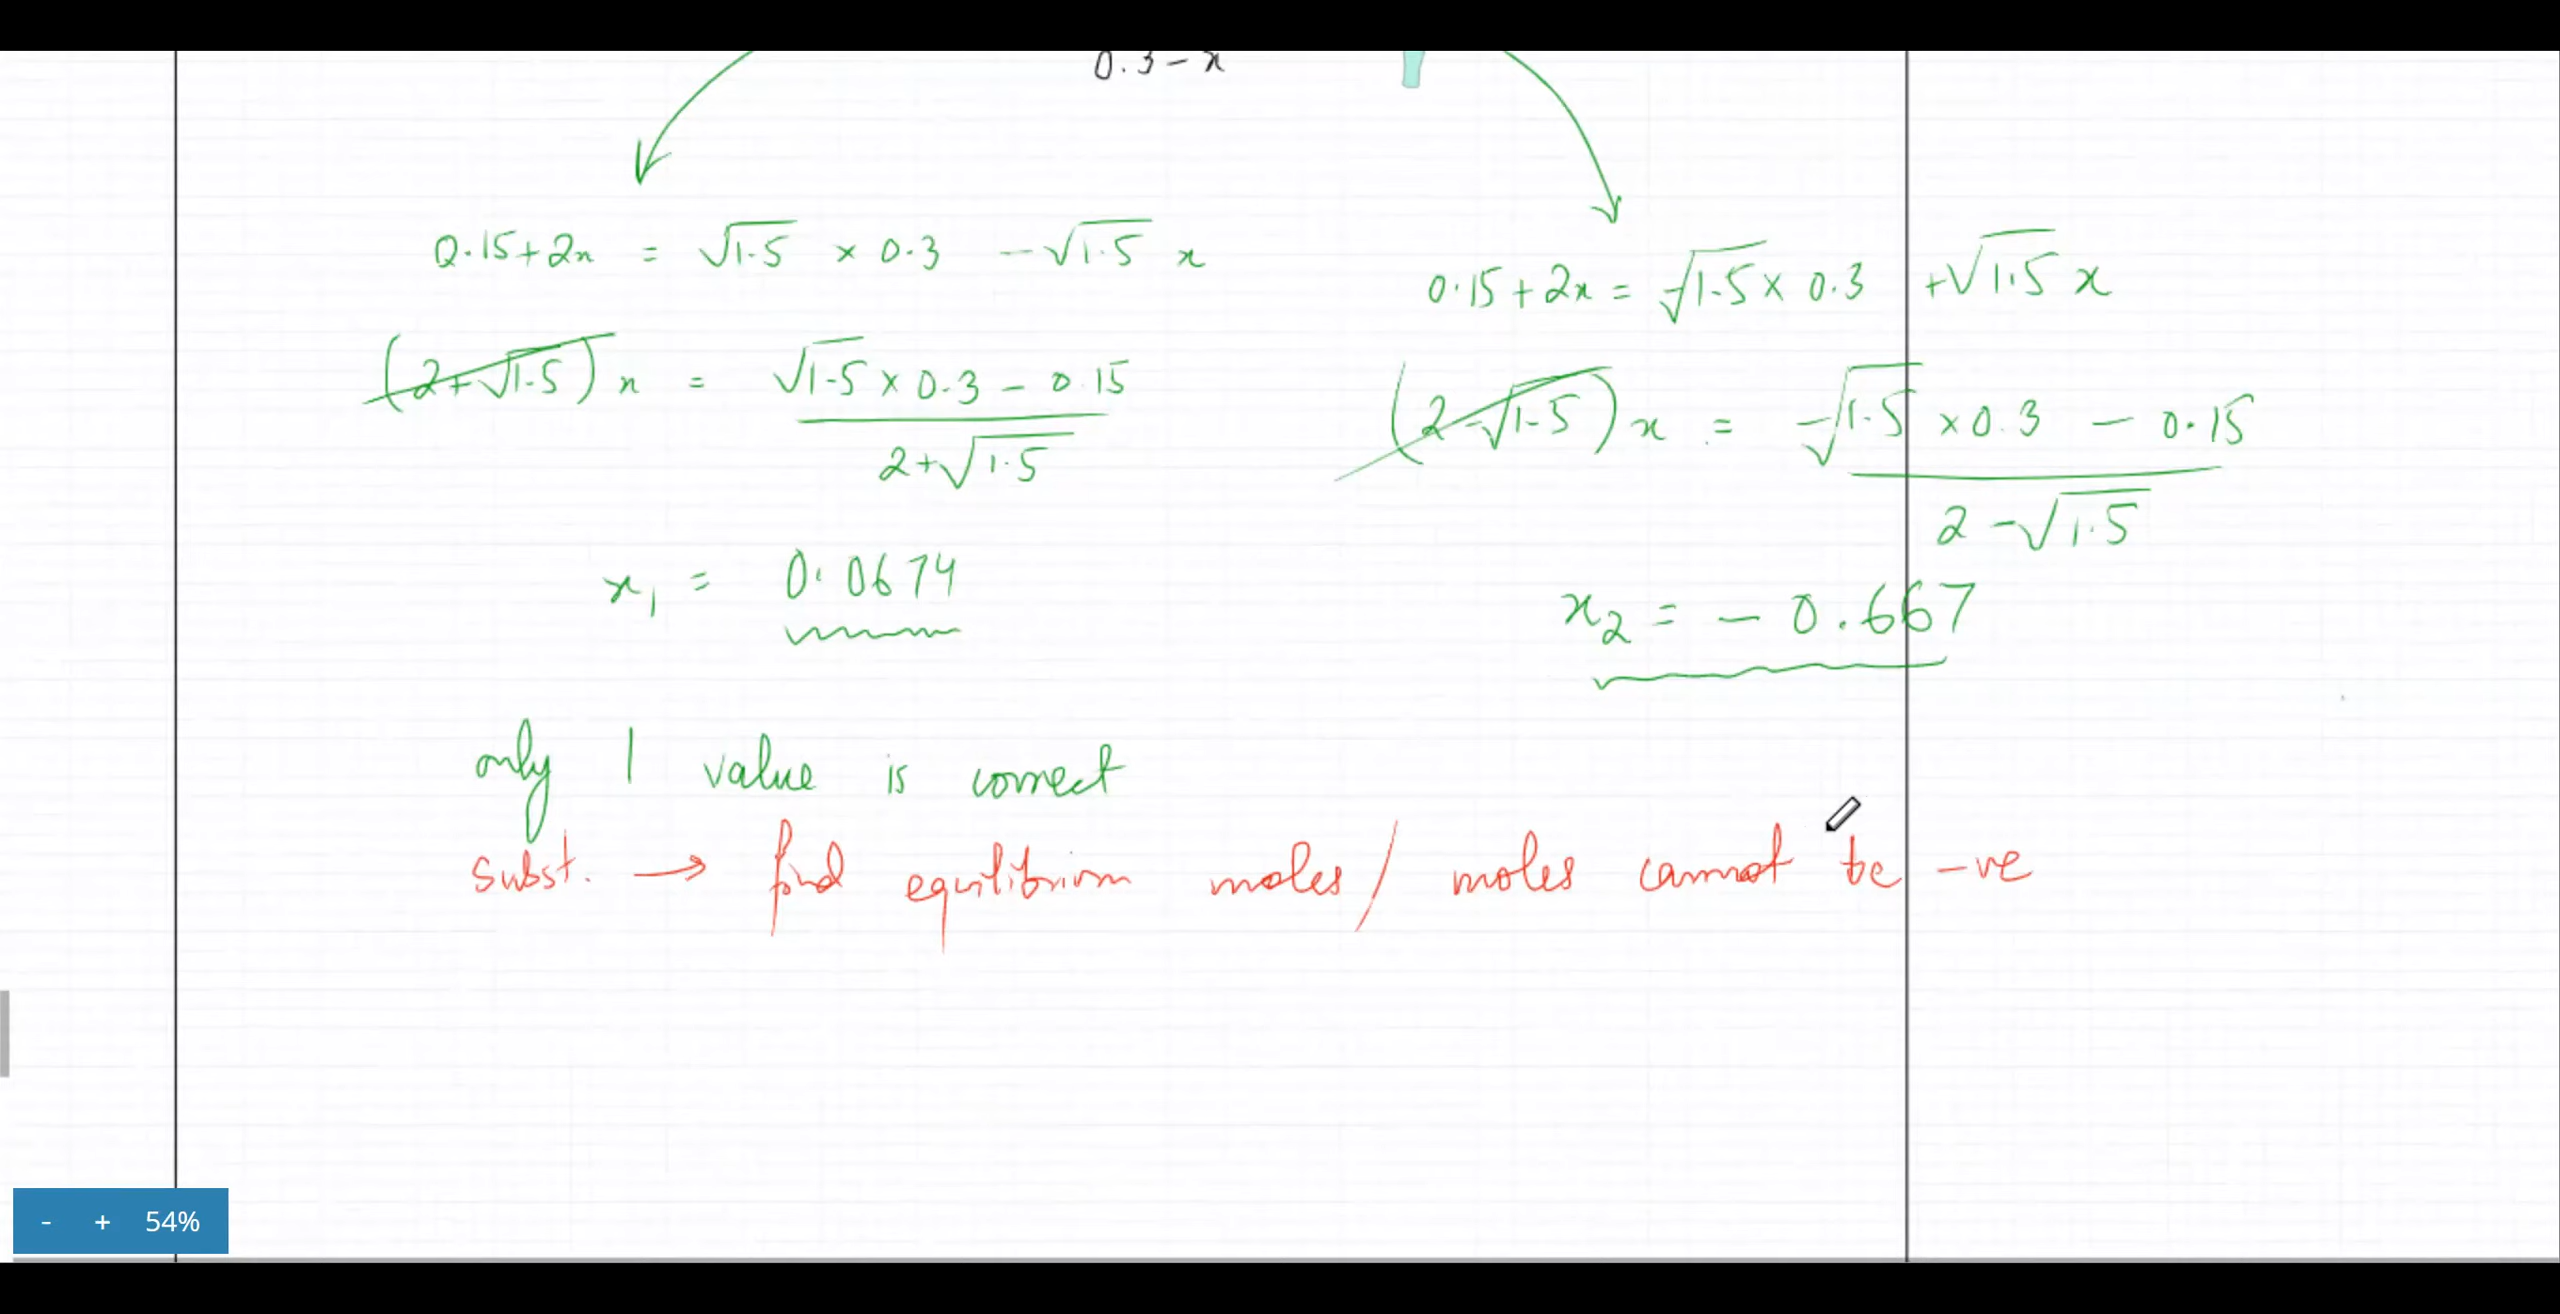 0.3 - x
0.15+2x = √1.5 × 0.3 - √1.5 x
(2+√1.5) x = √1.5 × 0.3 - 0.15
2+√1.5
x₁ = 0.0674
0.15+2x = -√1.5 × 0.3 +√1.5 x
(2-√1.5) x = -√1.5 × 0.3 - 0.15
2 -√1.5
x₂ = - 0.667
only 1 value is correct
subst. → find equilibrium moles/ moles cannot be -ve
- + 54%